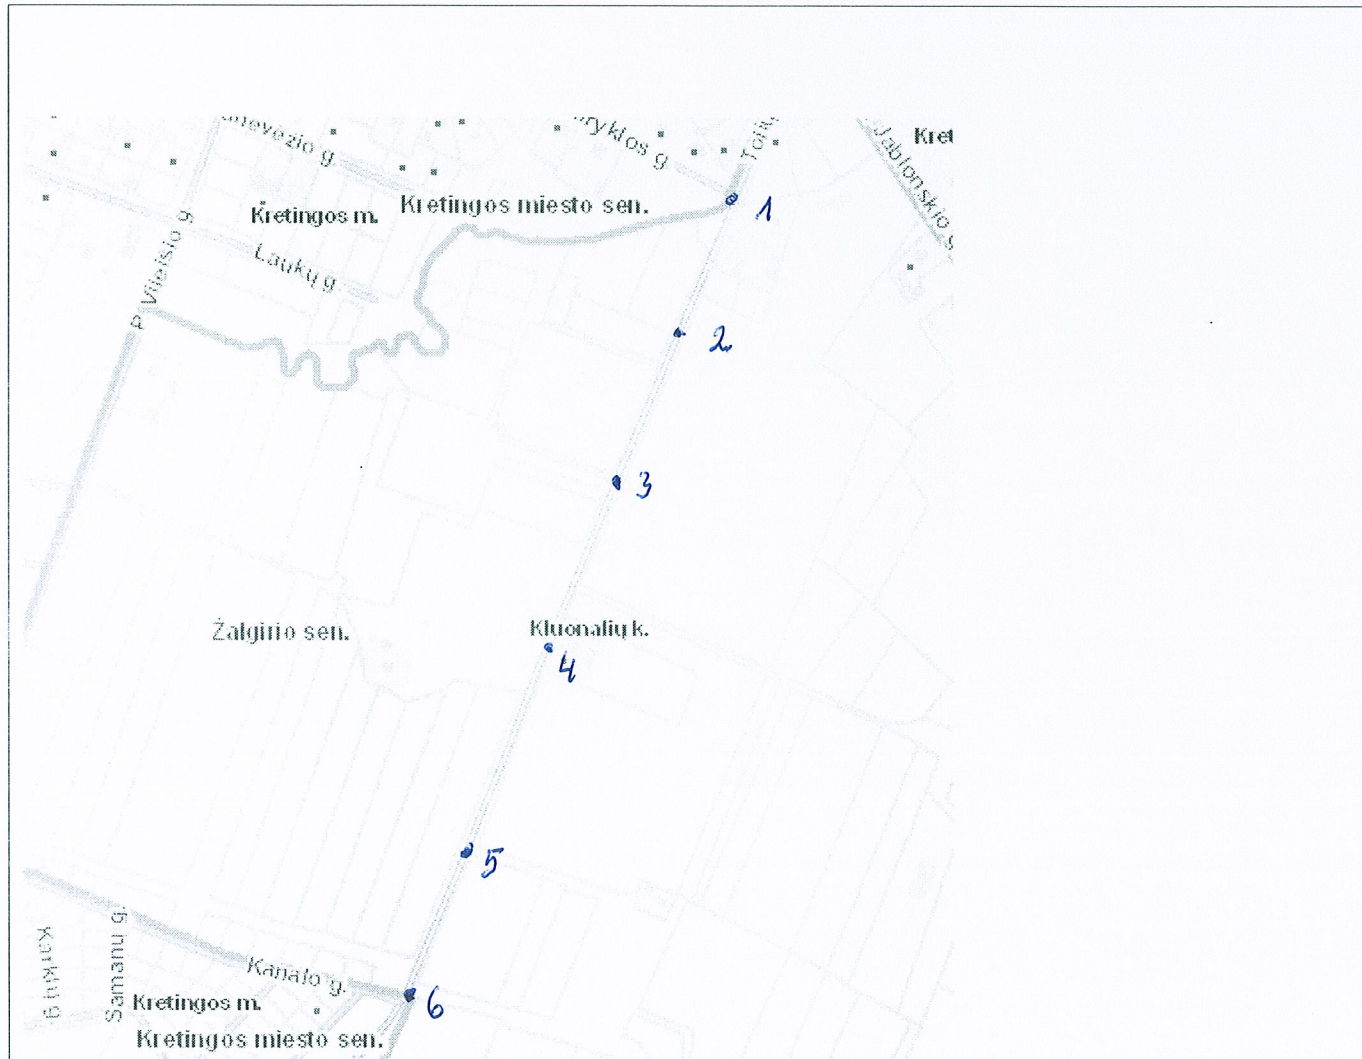 Kretingos m.
Kretingos miesto sen.
1
Laukų g.
P. Vileišio g.
2
3
Žalgirio sen.
Kluonalių k.
4
5
Kanalo g.
6
Kretingos m.
Kretingos miesto sen.